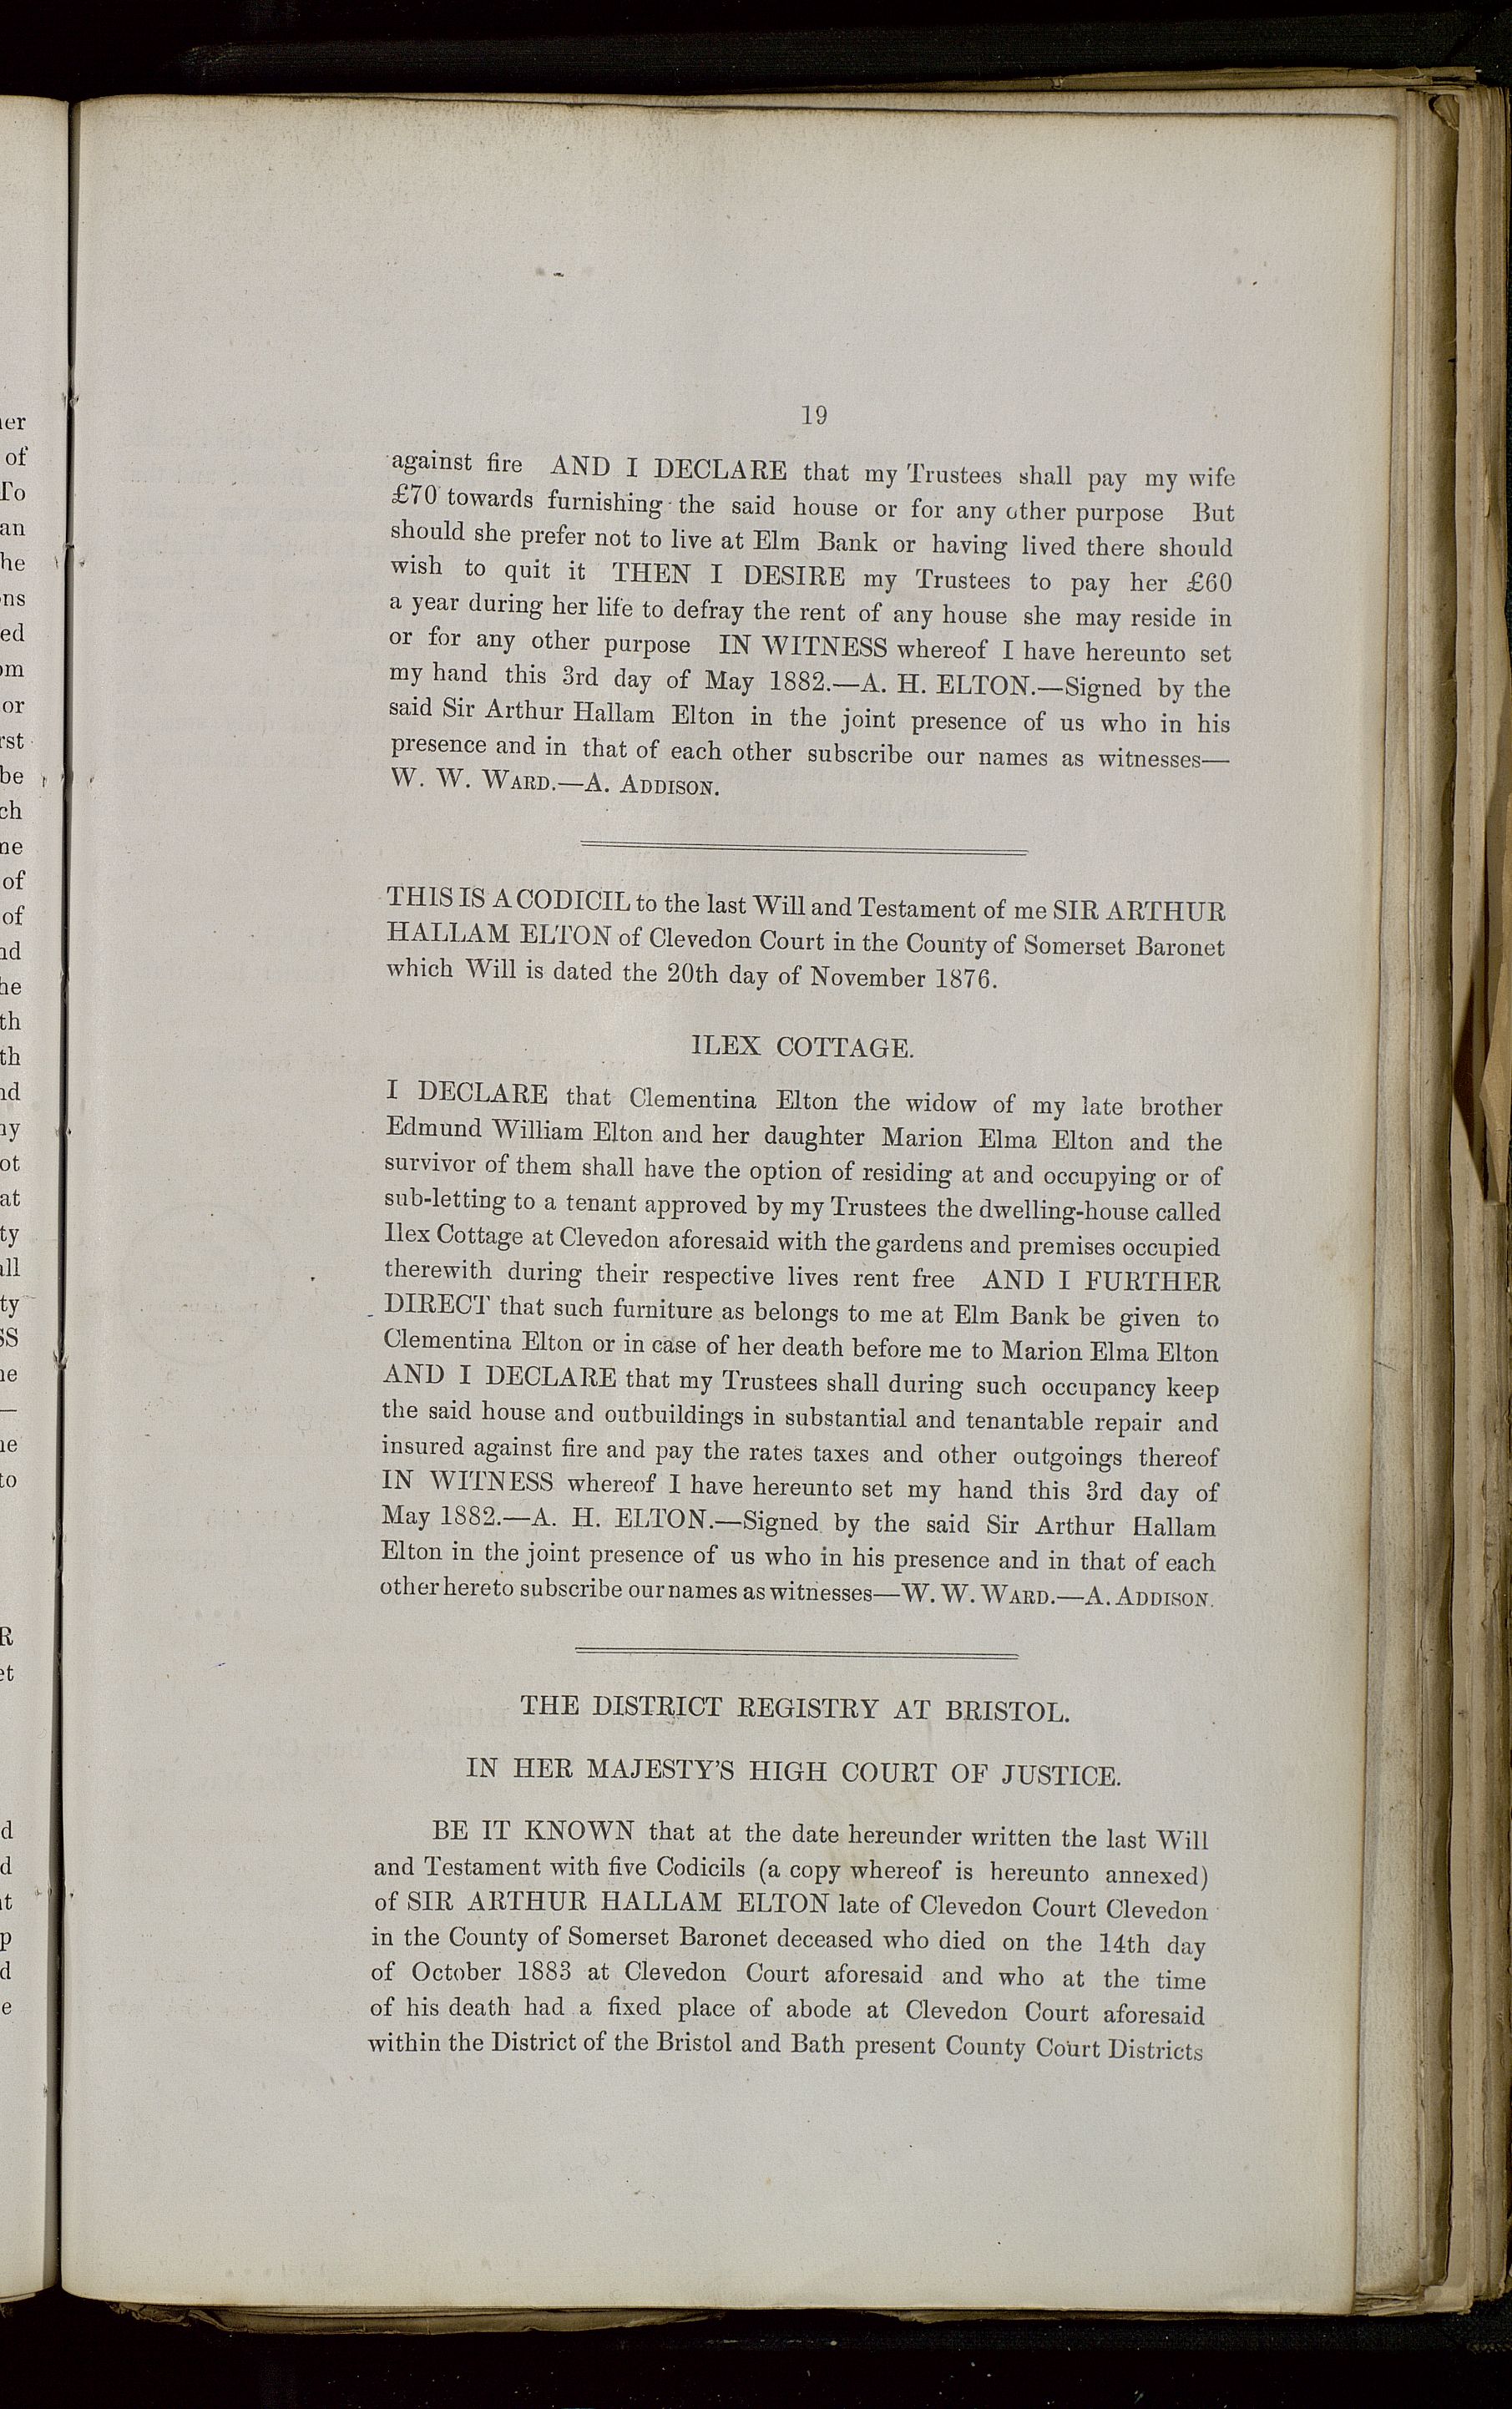 19
against fire AND I DECLARE that my Trustees shall pay my wife
£70 towards furnishing the said house or for any other purpose But
should she prefer not to live at Elm Bank or having lived there should
wish to quit it THEN I DESIRE my Trustees to pay her £60
a year during her life to defray the rent of any house she may reside in
or for any other purpose IN WITNESS whereof I have hereunto set
my hand this 3rd day of May 1882.—A. H. ELTON.—Signed by the
said Sir Arthur Hallam Elton in the joint presence of us who in his
presence and in that of each other subscribe our names as witnesses—
W. W. WARD.—A. ADDISON.
THIS IS A CODICIL to the last Will and Testament of me SIR ARTHUR
HALLAM ELTON of Clevedon Court in the County of Somerset Baronet
which Will is dated the 20th day of November 1876.
ILEX COTTAGE.
I DECLARE that Clementina Elton the widow of my late brother
Edmund William Elton and her daughter Marion Elma Elton and the
survivor of them shall have the option of residing at and occupying or of
sub-letting to a tenant approved by my Trustees the dwelling-house called
Ilex Cottage at Clevedon aforesaid with the gardens and premises occupied
therewith during their respective lives rent free AND I FURTHER
DIRECT that such furniture as belongs to me at Elm Bank be given to
Clementina Elton or in case of her death before me to Marion Elma Elton
AND I DECLARE that my Trustees shall during such occupancy keep
the said house and outbuildings in substantial and tenantable repair and
insured against fire and pay the rates taxes and other outgoings thereof
IN WITNESS whereof I have hereunto set my hand this 3rd day of
May 1882.—A. H. ELTON.—Signed by the said Sir Arthur Hallam
Elton in the joint presence of us who in his presence and in that of each
other hereto subscribe our names as witnesses—W. W. WARD.—A. ADDISON.
THE DISTRICT REGISTRY AT BRISTOL.
IN HER MAJESTY'S HIGH COURT OF JUSTICE.
BE IT KNOWN that at the date hereunder written the last Will
and Testament with five Codicils (a copy whereof is hereunto annexed)
of SIR ARTHUR HALLAM ELTON late of Clevedon Court Clevedon
in the County of Somerset Baronet deceased who died on the 14th day
of October 1883 at Clevedon Court aforesaid and who at the time
of his death had a fixed place of abode at Clevedon Court aforesaid
within the District of the Bristol and Bath present County Court Districts